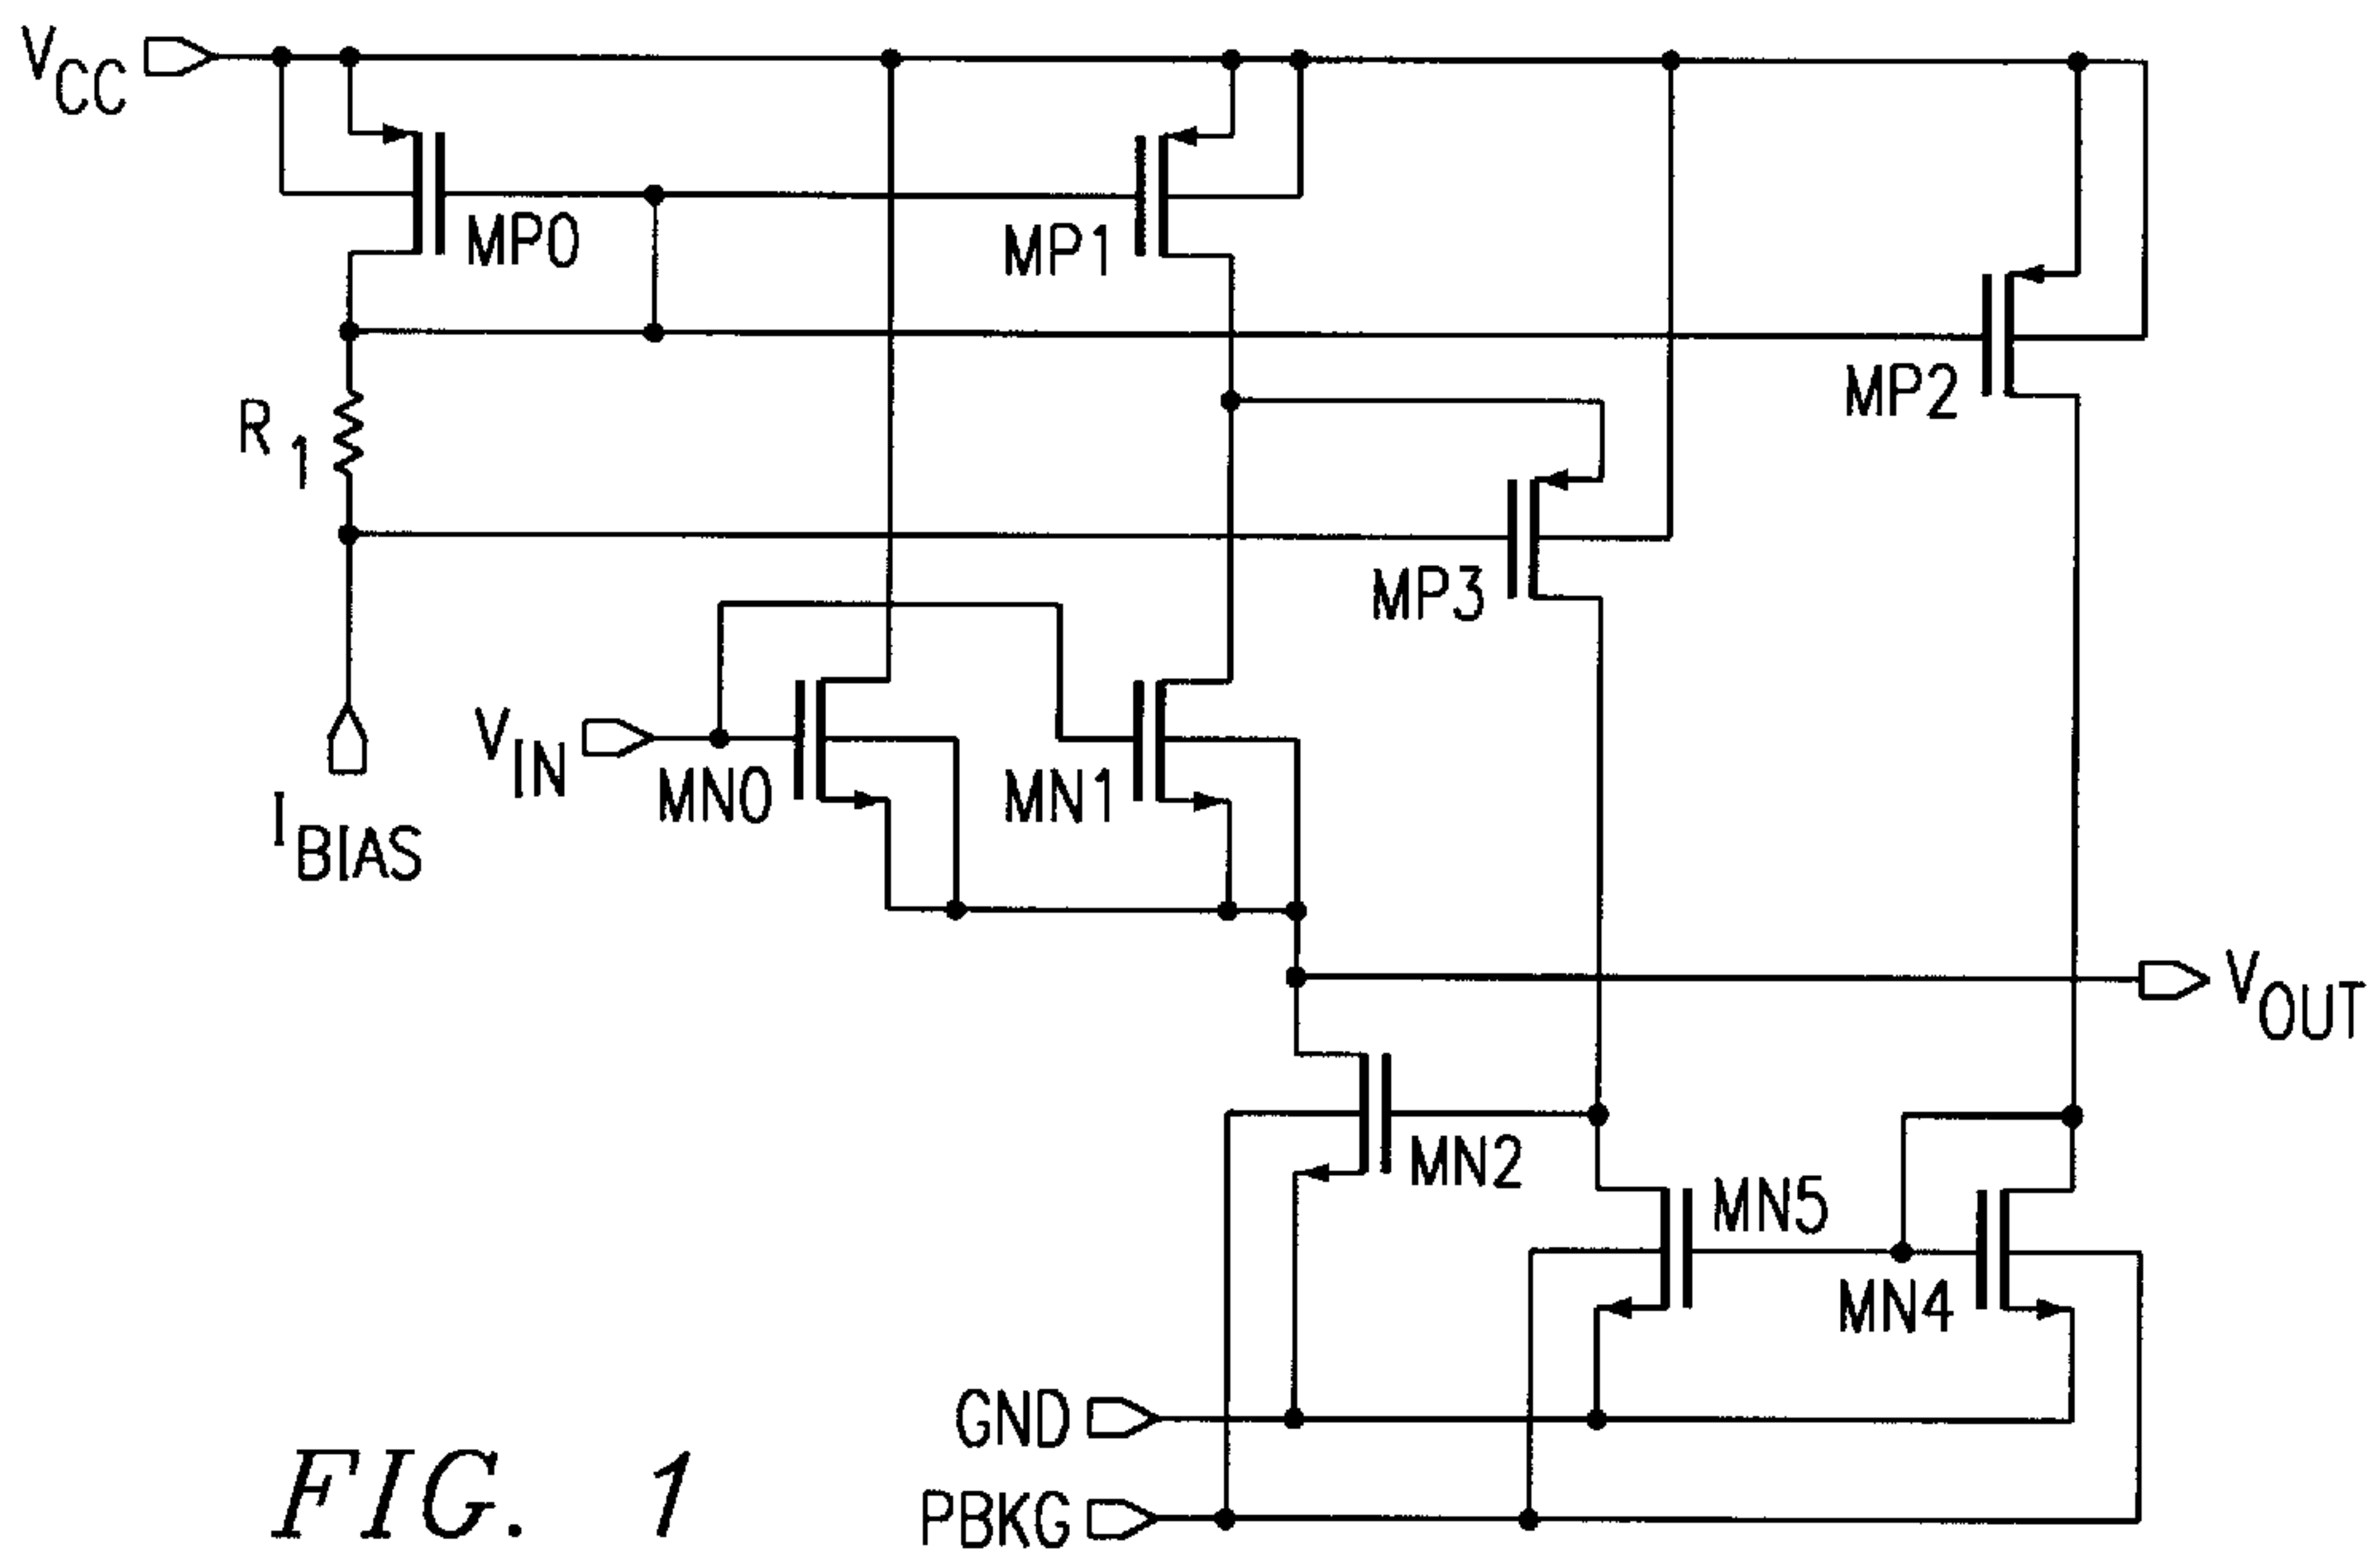 VCC
MP0
MP1
MP2
R1
MP3
VIN
MN0
MN1
IBIAS
VOUT
MN2
MN5
MN4
GND
PBKG
FIG. 1